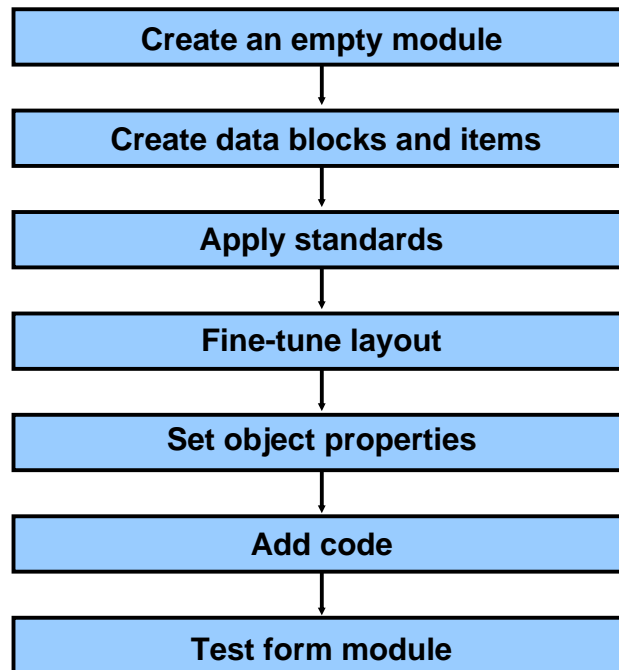 Create an empty module
Create data blocks and items
Apply standards
Fine-tune layout
Set object properties
Add code
Test form module